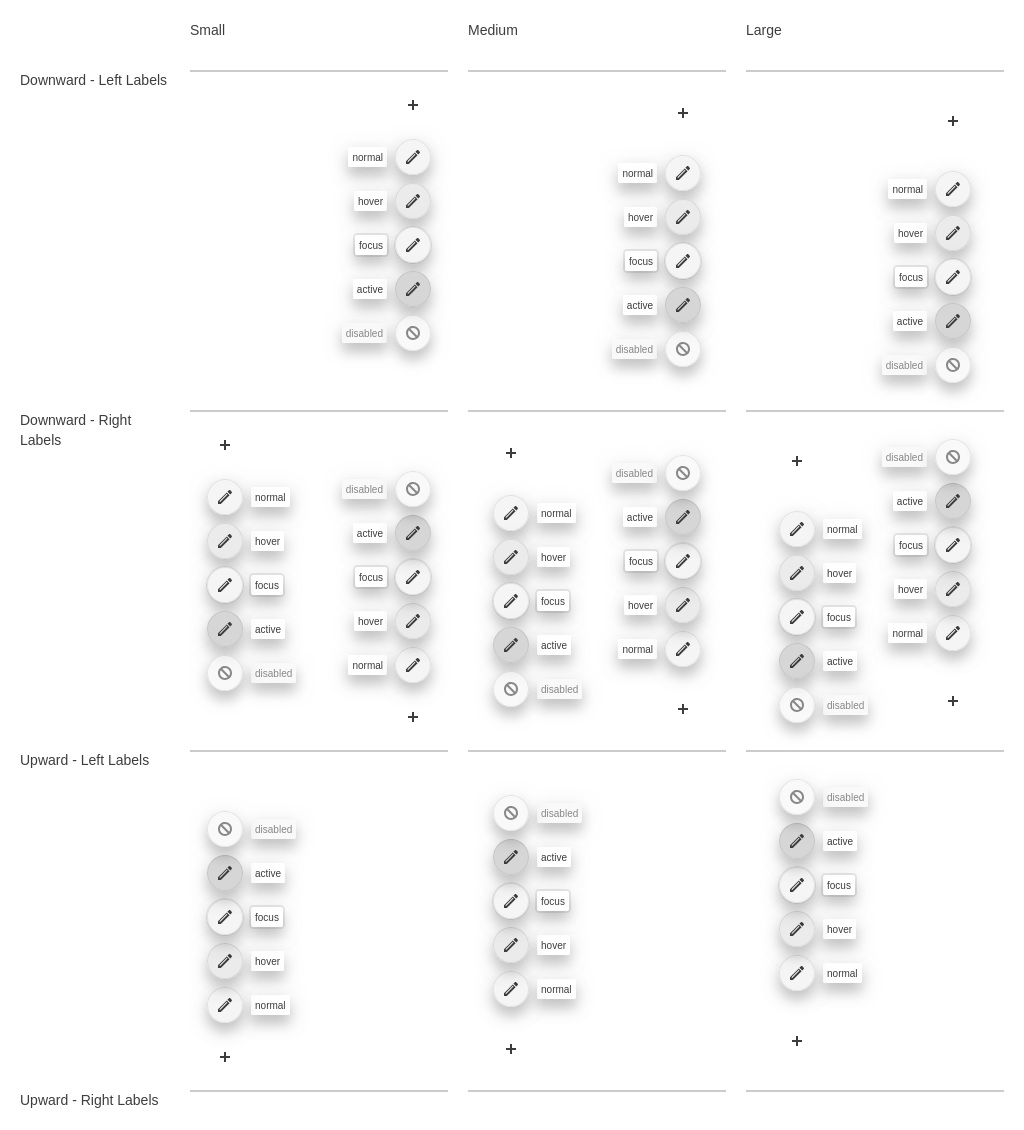 Small
Medium
Large
Downward - Left Labels
normal
hover
focus
active
disabled
normal
hover
focus
active
disabled
normal
hover
focus
active
disabled
Downward - Right
Labels
normal
hover
focus
active
disabled
disabled
active
focus
hover
normal
normal
hover
focus
active
disabled
disabled
active
focus
hover
normal
normal
hover
focus
active
disabled
disabled
active
focus
hover
normal
Upward - Left Labels
disabled
active
focus
hover
normal
disabled
active
focus
hover
normal
disabled
active
focus
hover
normal
Upward - Right Labels